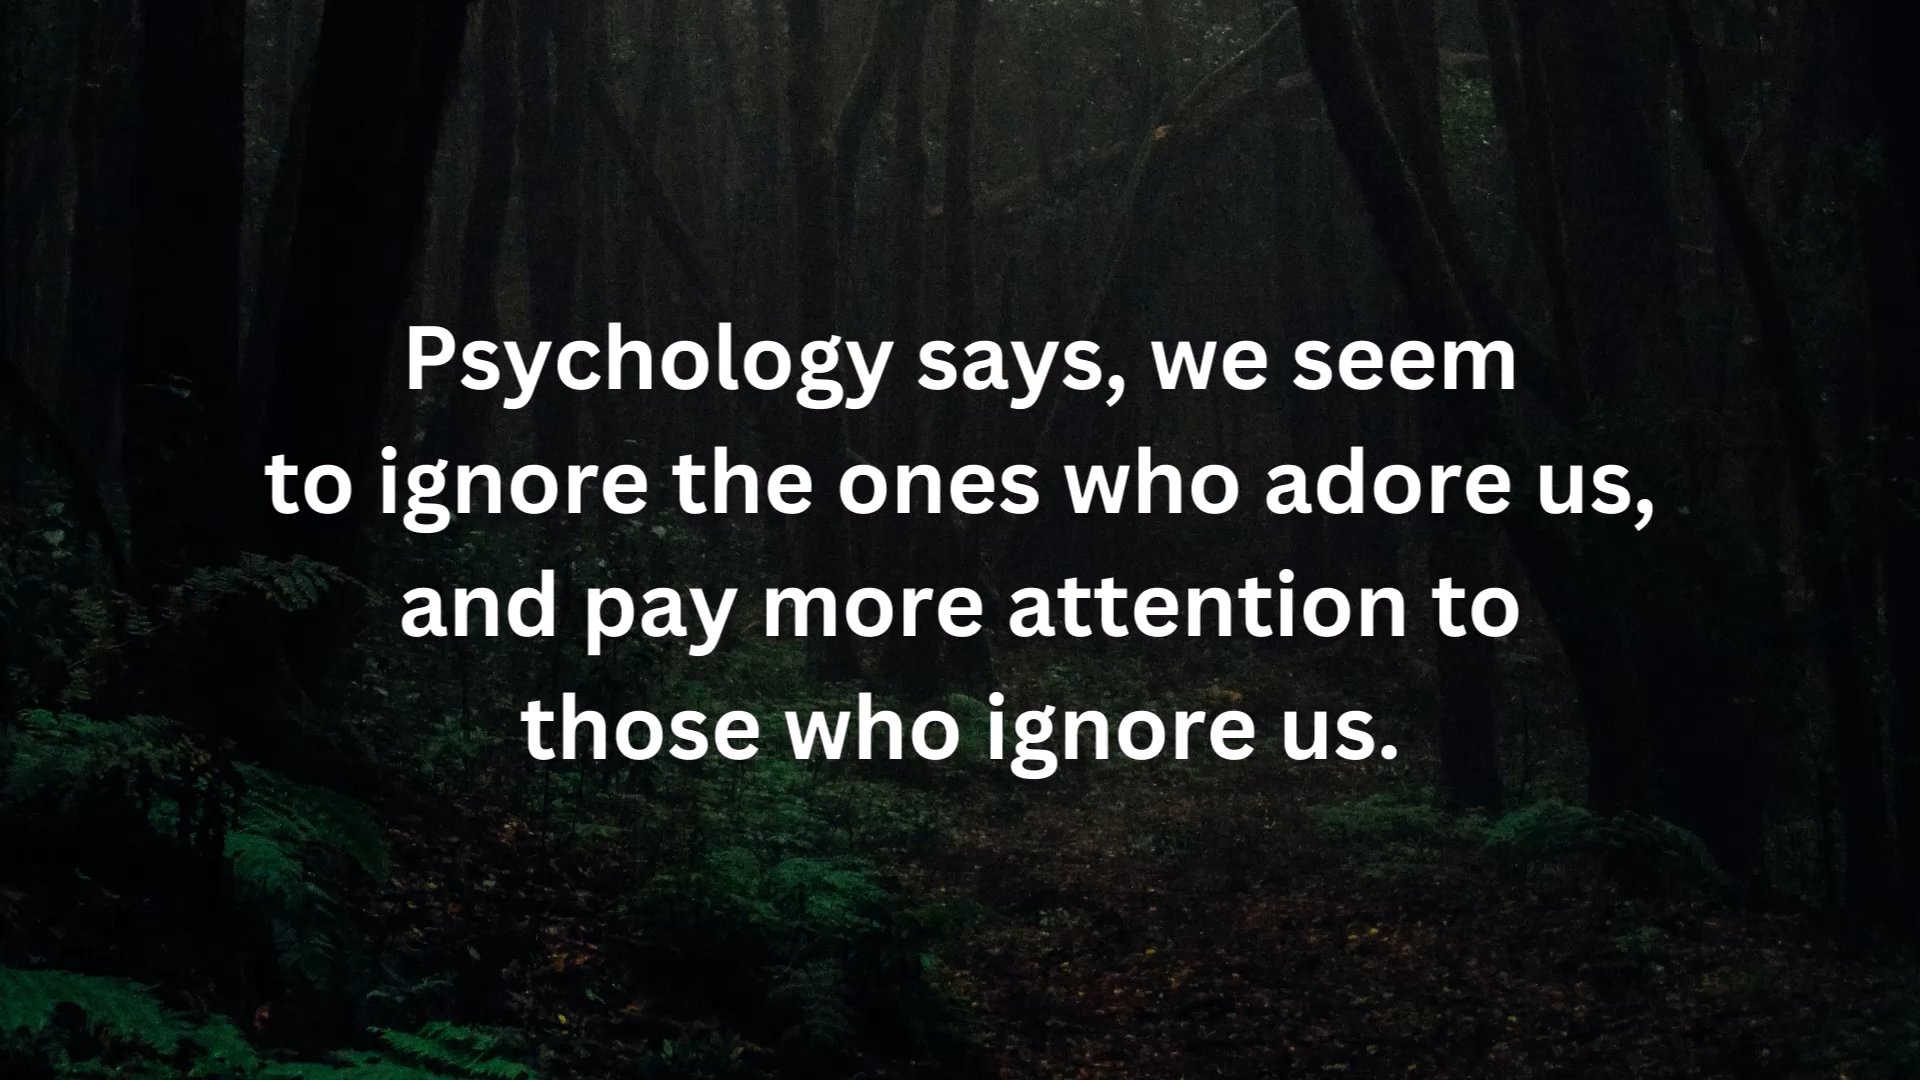 Psychology says, we seem
to ignore the ones who adore us,
and pay more attention to
those who ignore us.